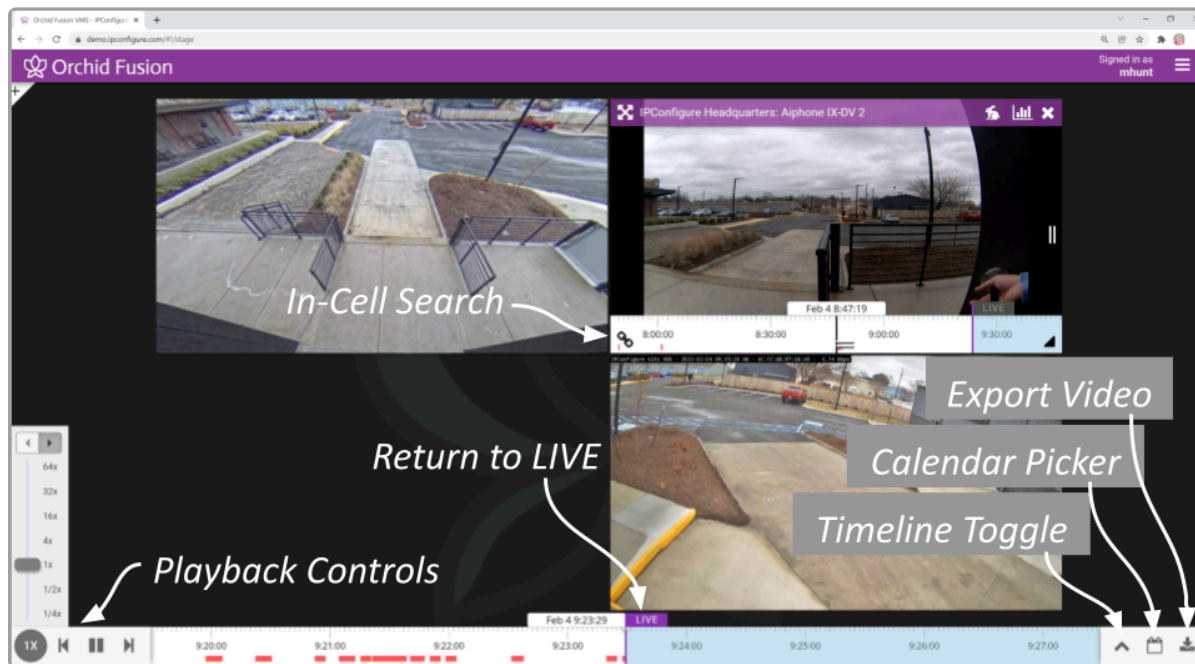 Orchid Fusion VMS - IPConfigure
demo.ipconfigure.com/#!/stage
Orchid Fusion
Signed in as
mhunt
IPConfigure Headquarters: Aiphone IX-DV 2
In-Cell Search
Feb 4 8:47:19
LIVE
8:00:00
8:30:00
9:00:00
9:30:00
Export Video
Calendar Picker
Timeline Toggle
Return to LIVE
64x
32x
16x
4x
1x
1/2x
1/4x
Playback Controls
Feb 4 9:23:29
LIVE
1X
9:20:00
9:21:00
9:22:00
9:23:00
9:24:00
9:25:00
9:26:00
9:27:00